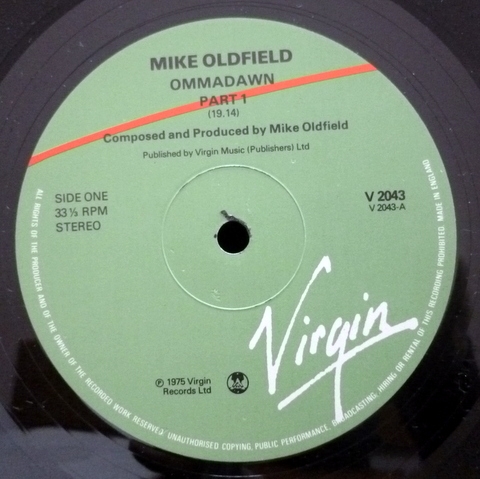 MIKE OLDFIELD
OMMADAWN
PART 1
(19.14)
Composed and Produced by Mike Oldfield
Published by Virgin Music (Publishers) Ltd
SIDE ONE
33⅓ RPM
STEREO
V 2043
V 2043-A
Virgin
℗ 1975 Virgin
Records Ltd
ALL RIGHTS OF THE PRODUCER AND OF THE OWNER OF THE RECORDED WORK RESERVED. UNAUTHORISED COPYING, PUBLIC PERFORMANCE, BROADCASTING, HIRING OR RENTAL OF THIS RECORDING PROHIBITED. MADE IN ENGLAND